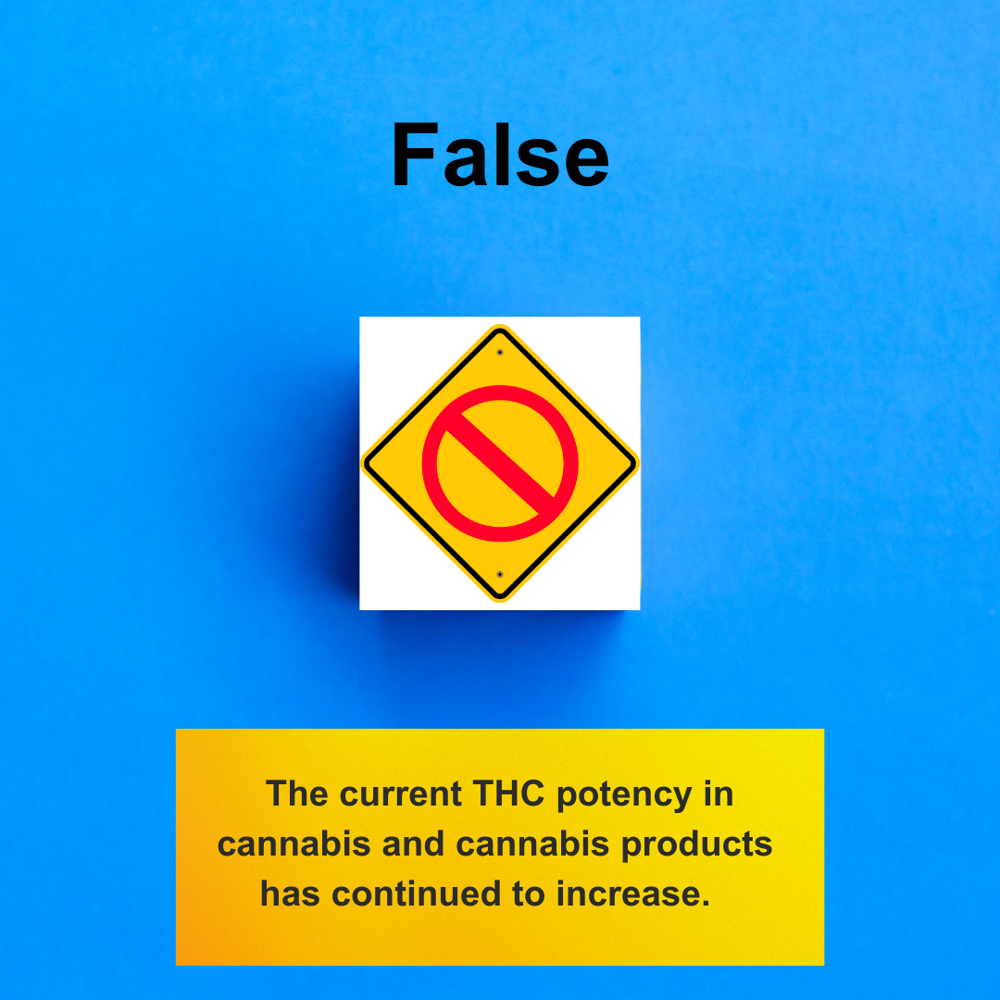 False
The current THC potency in
cannabis and cannabis products
has continued to increase.